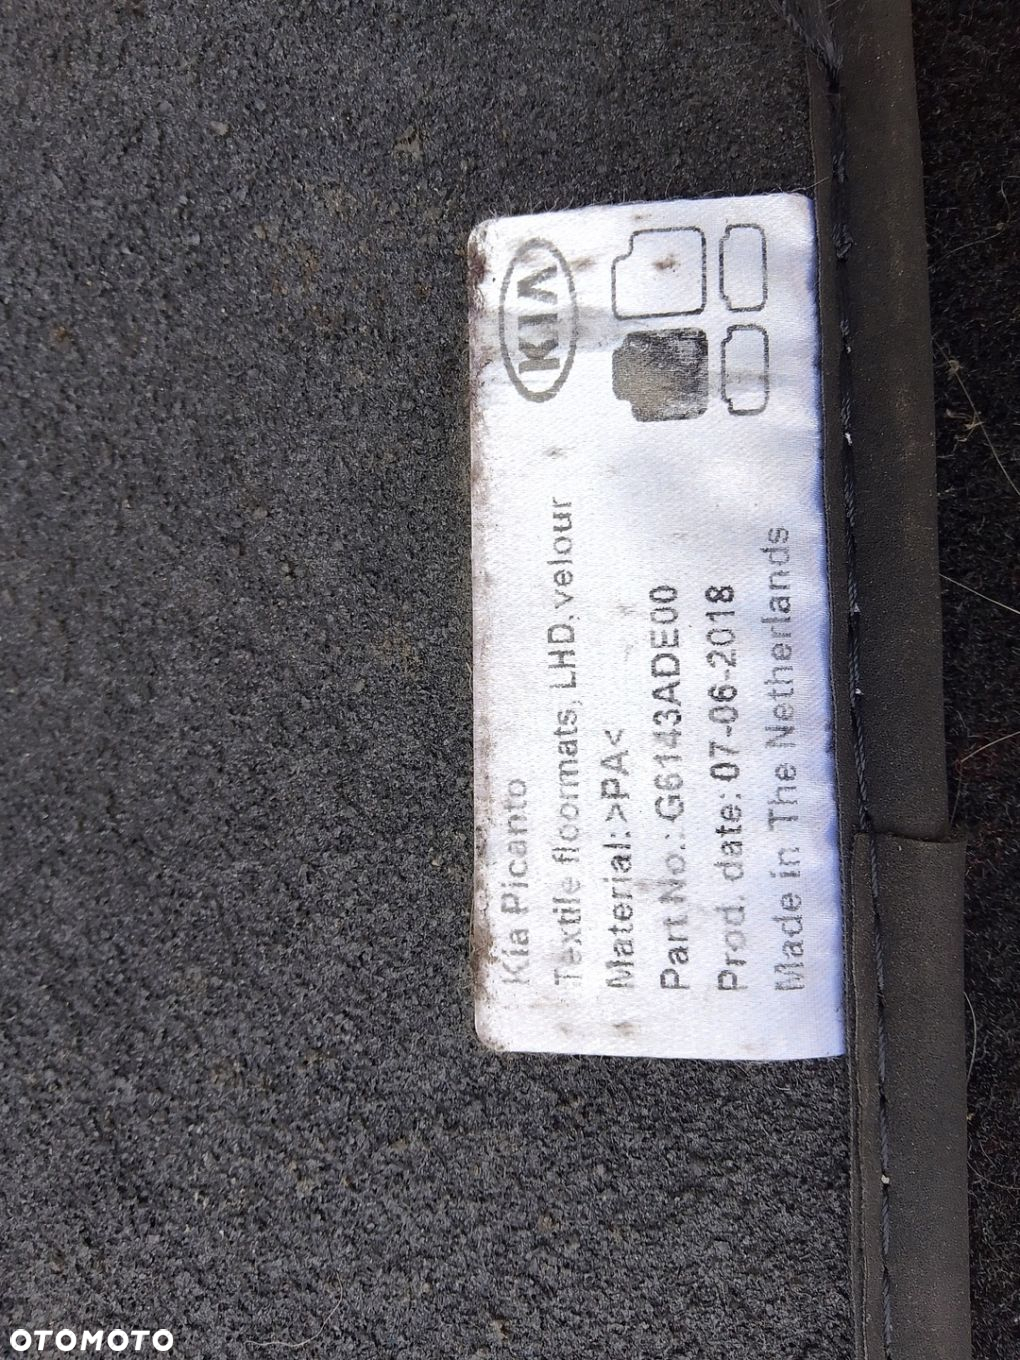 KIA
Kia Picanto
Textile floormats, LHD, velour
Material:>PA<
Part No.: G6143ADE00
Prod. date: 07-06-2018
Made in The Netherlands
OTOMOTO